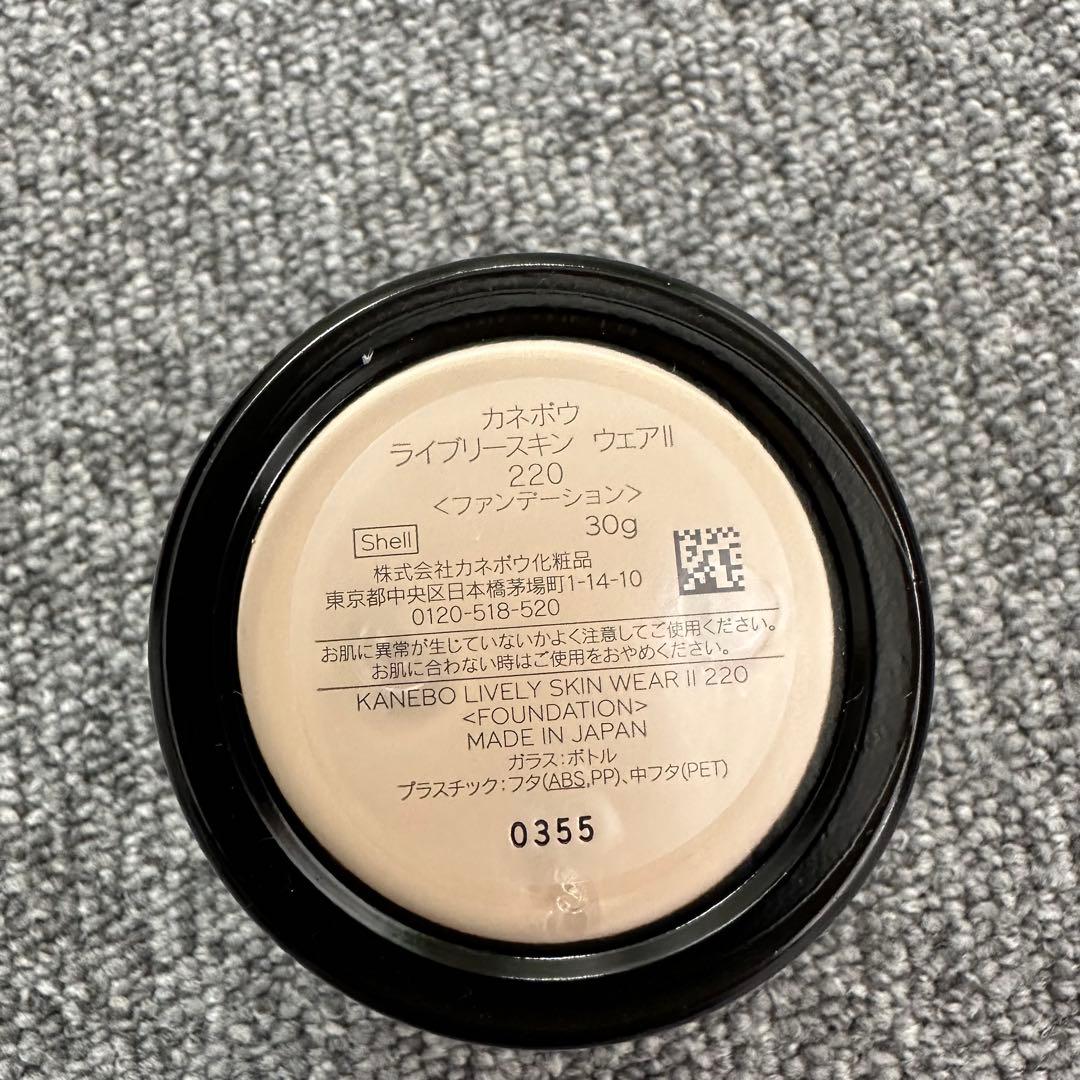 カネボウ
ライブリースキン ウェアII
220
<ファンデーション>
30g
Shell
株式会社カネボウ化粧品
東京都中央区日本橋茅場町1-14-10
0120-518-520
お肌に異常が生じていないかよく注意してご使用ください。
お肌に合わない時はご使用をおやめください。
KANEBO LIVELY SKIN WEAR II 220
<FOUNDATION>
MADE IN JAPAN
ガラス:ボトル
プラスチック:フタ(ABS,PP)、中フタ(PET)
0355